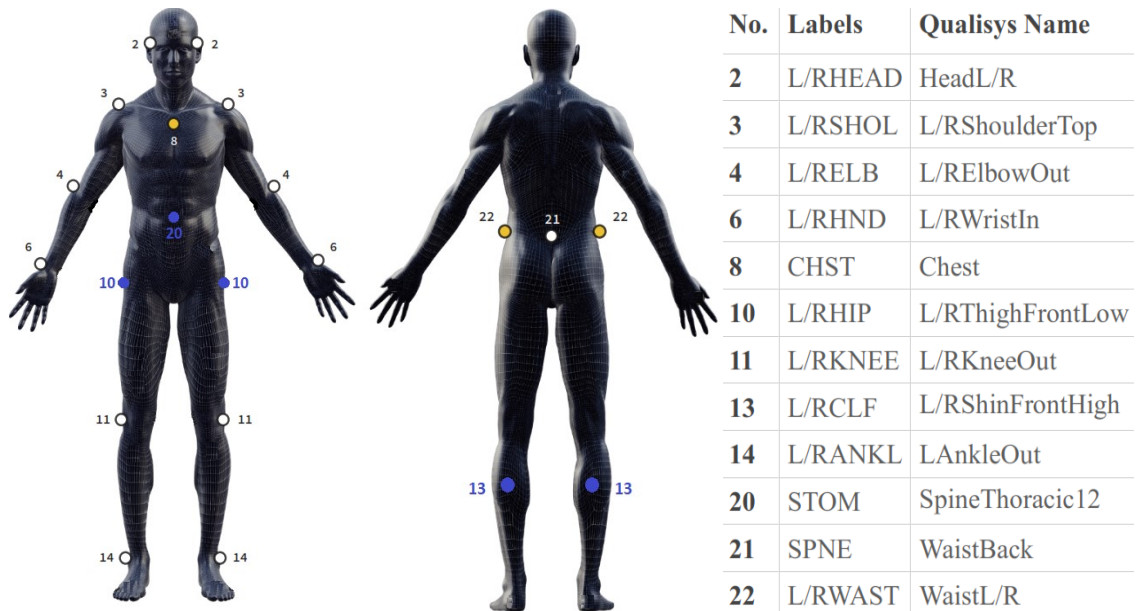 2 2
3 3
8
4 4
20
6 6
10 10
11 11
14 14
22 21 22
13 13
No. Labels Qualisys Name
2 L/RHEAD HeadL/R
3 L/RSHOL L/RShoulderTop
4 L/RELB L/RElbowOut
6 L/RHND L/RWristIn
8 CHST Chest
10 L/RHIP L/RThighFrontLow
11 L/RKNEE L/RKneeOut
13 L/RCLF L/RShinFrontHigh
14 L/RANKL LAnkleOut
20 STOM SpineThoracic12
21 SPNE WaistBack
22 L/RWAST WaistL/R